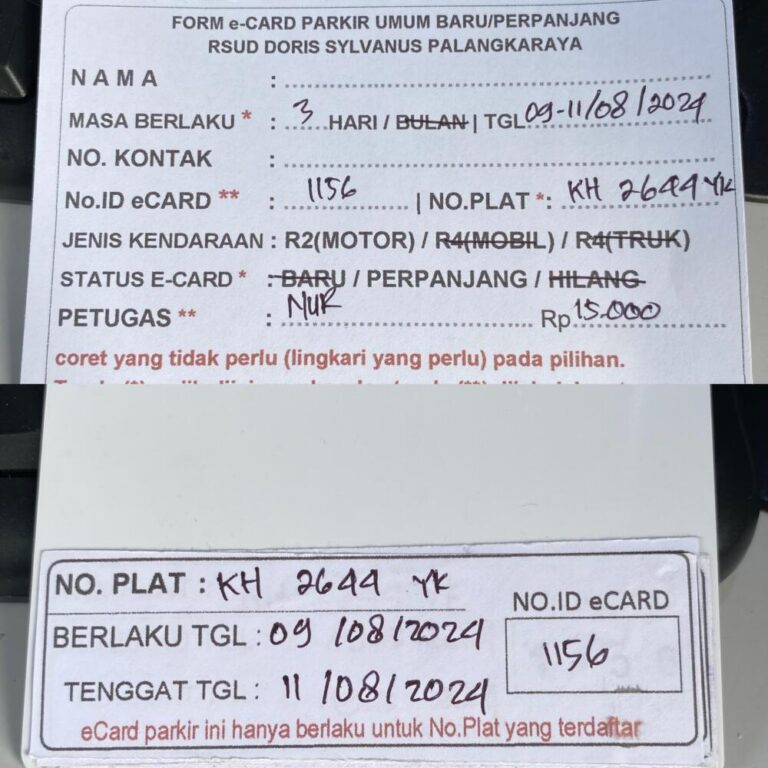 FORM e-CARD PARKIR UMUM BARU/PERPANJANG
RSUD DORIS SYLVANUS PALANGKARAYA
NAMA :
MASA BERLAKU * : 3 HARI / BULAN | TGL 09-11/08/2024
NO. KONTAK :
No.ID eCARD ** : 1156 | NO.PLAT *: KH 2644 YK
JENIS KENDARAAN : R2(MOTOR) / R4(MOBIL) / R4(TRUK)
STATUS E-CARD * : BARU / PERPANJANG / HILANG
PETUGAS ** : NUR Rp 15.000
coret yang tidak perlu (lingkari yang perlu) pada pilihan.
NO. PLAT : KH 2644 YK
NO.ID eCARD
BERLAKU TGL : 09 /08/2024
1156
TENGGAT TGL : 11 /08/2024
eCard parkir ini hanya berlaku untuk No.Plat yang terdaftar